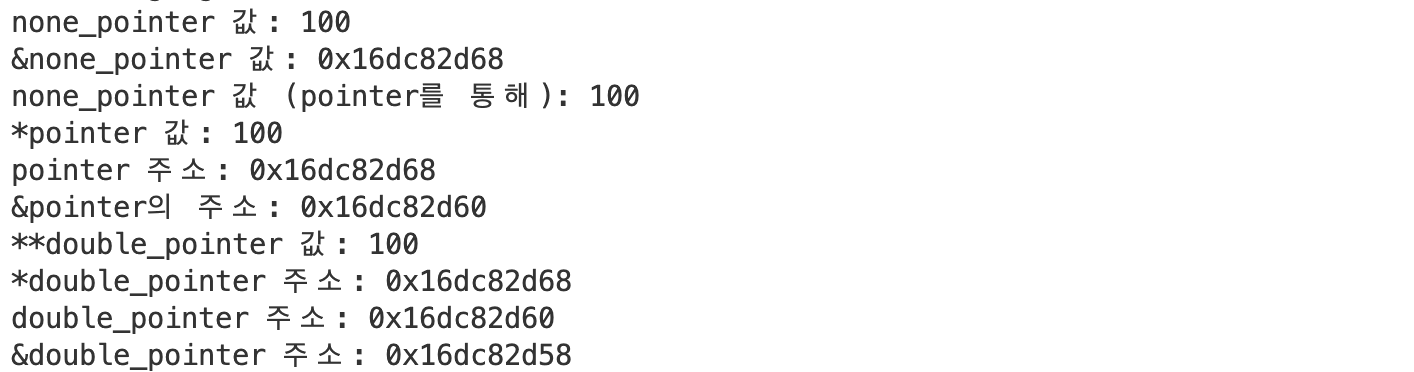 none_pointer 값: 100
&none_pointer 값: 0x16dc82d68
none_pointer 값 (pointer를 통해): 100
*pointer 값: 100
pointer 주소: 0x16dc82d68
&pointer의 주소: 0x16dc82d60
**double_pointer 값: 100
*double_pointer 주소: 0x16dc82d68
double_pointer 주소: 0x16dc82d60
&double_pointer 주소: 0x16dc82d58